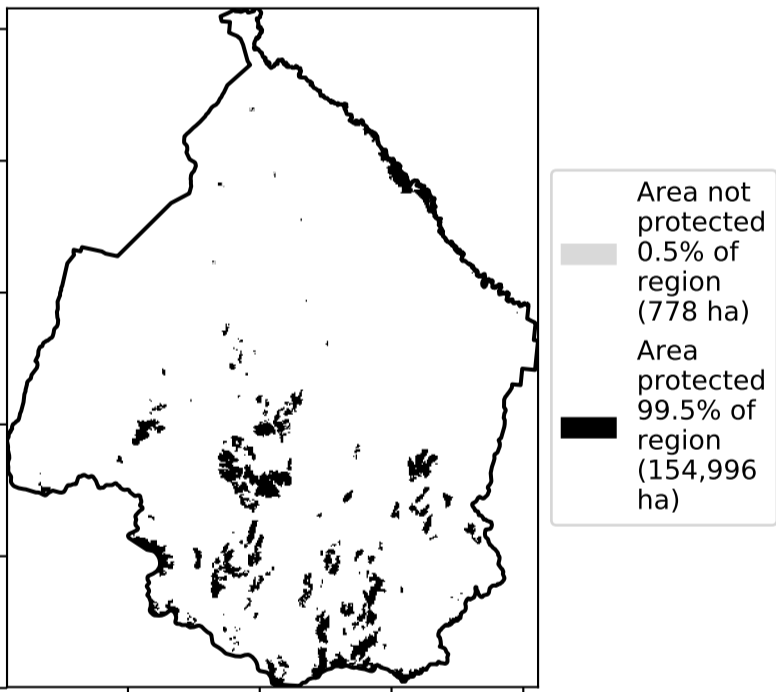 Area not
protected
0.5% of
region
(778 ha)
Area
protected
99.5% of
region
(154,996
ha)